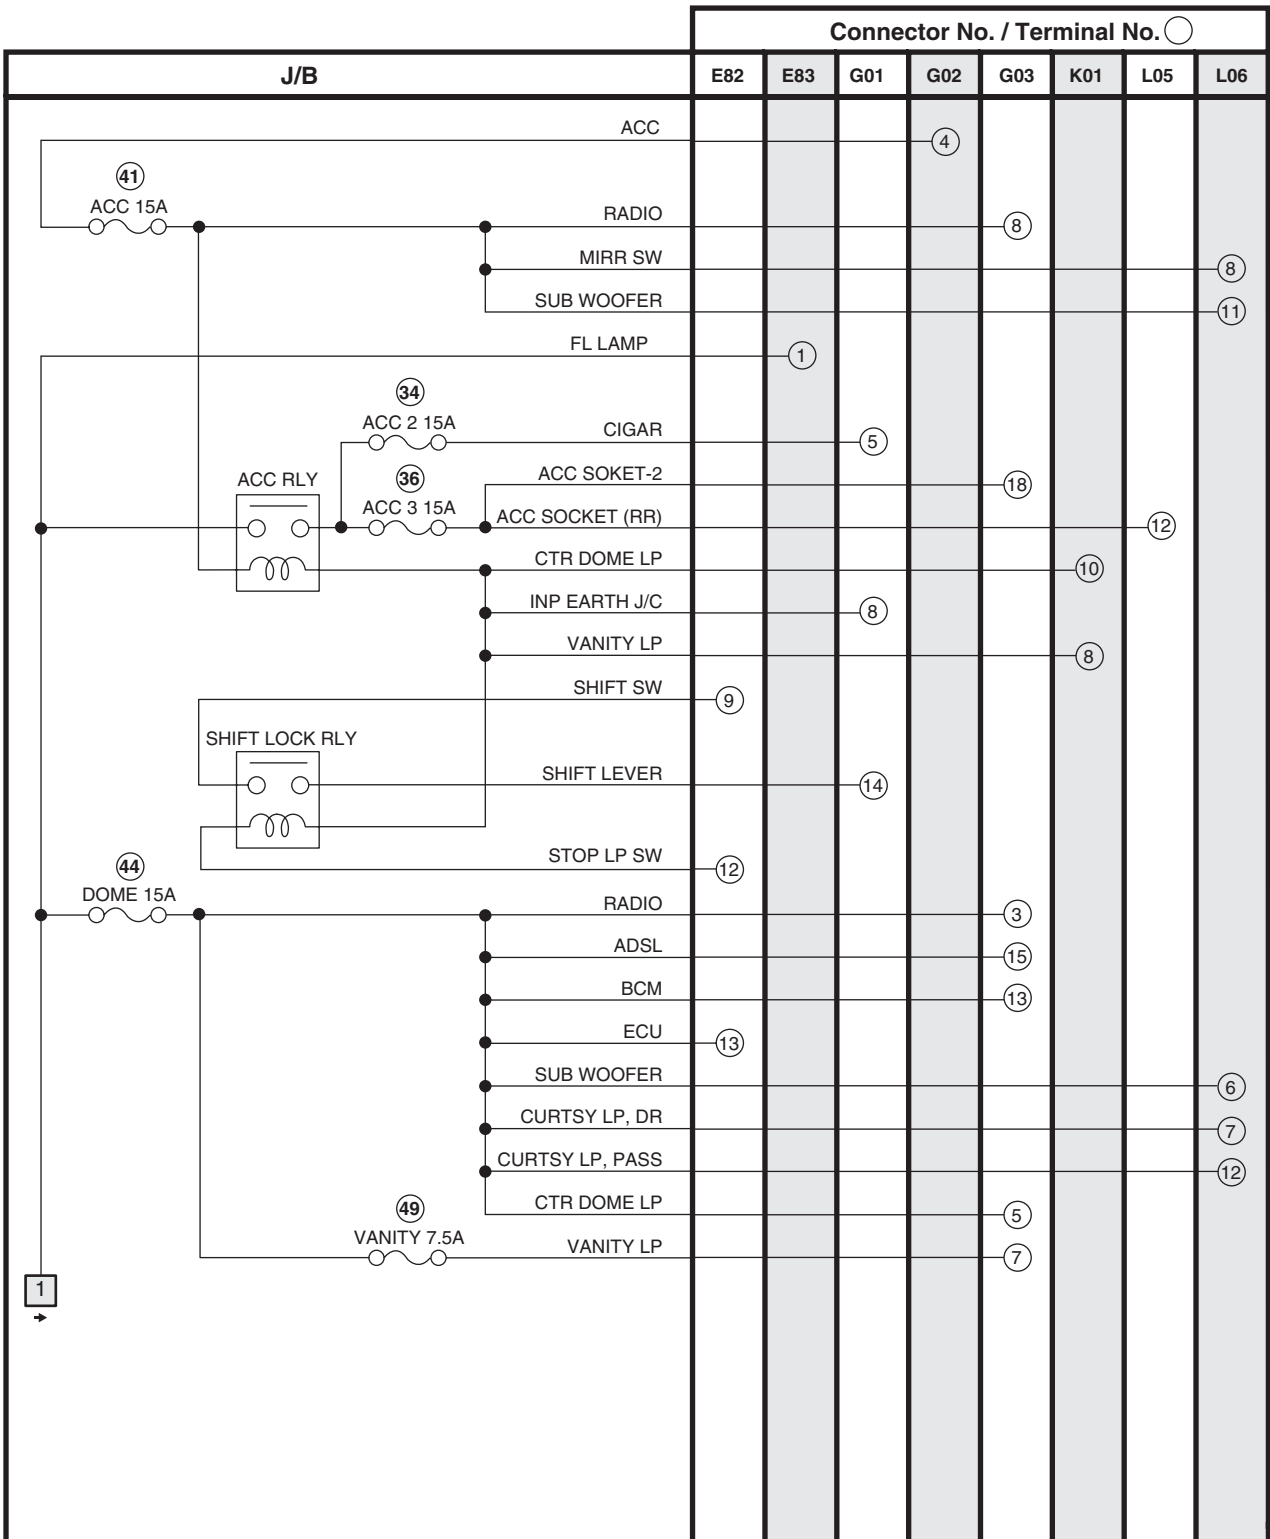 Connector No. / Terminal No.
J/B E82 E83 G01 G02 G03 K01 L05 L06
ACC 4
41
ACC 15A
RADIO 8
MIRR SW 8
SUB WOOFER 11
FL LAMP 1
34
ACC 2 15A
CIGAR 5
ACC RLY
36
ACC 3 15A
ACC SOKET-2 18
ACC SOCKET (RR) 12
CTR DOME LP 10
INP EARTH J/C 8
VANITY LP 8
SHIFT SW 9
SHIFT LOCK RLY
SHIFT LEVER 14
STOP LP SW 12
44
DOME 15A
RADIO 3
ADSL 15
BCM 13
ECU 13
SUB WOOFER 6
CURTSY LP, DR 7
CURTSY LP, PASS 12
CTR DOME LP 5
49
VANITY 7.5A
VANITY LP 7
1